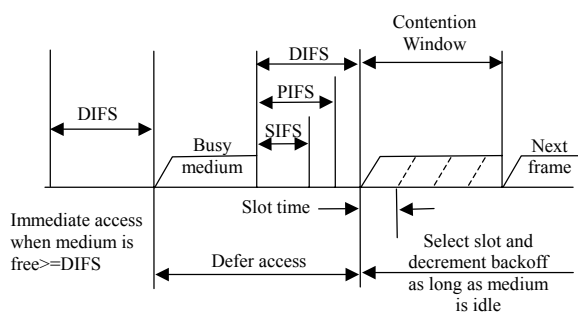 Contention
Window
DIFS
DIFS
PIFS
SIFS
Busy
medium
Next
frame
Slot time
Immediate access
when medium is
free>=DIFS
Defer access
Select slot and
decrement backoff
as long as medium
is idle